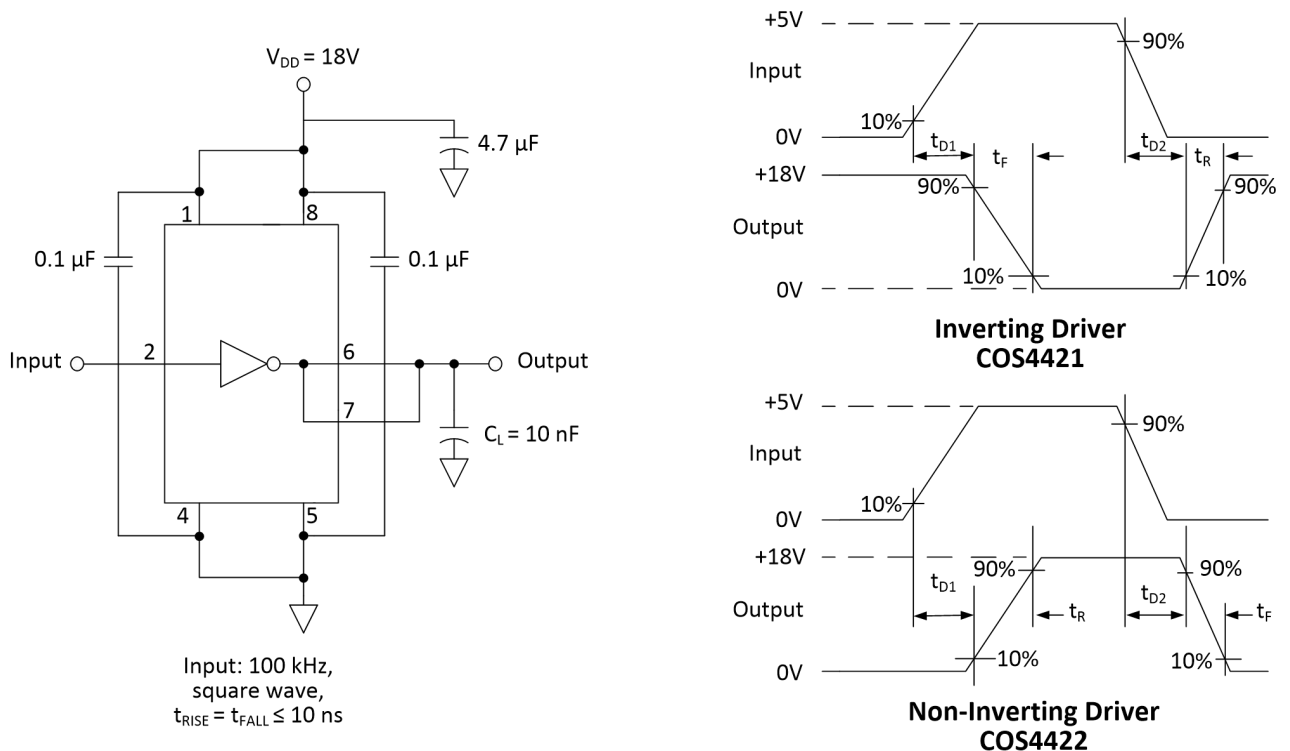 V_DD = 18V
4.7 µF
1
8
0.1 µF
0.1 µF
Input
2
6
Output
7
C_L = 10 nF
4
5
Input: 100 kHz,
square wave,
t_RISE = t_FALL ≤ 10 ns
+5V
90%
Input
10%
0V
t_D1
t_F
t_D2
t_R
+18V
90%
90%
Output
10%
10%
0V
Inverting Driver
COS4421
+5V
90%
Input
10%
0V
+18V
90%
90%
t_D1
t_D2
Output
t_R
t_F
10%
10%
0V
Non-Inverting Driver
COS4422